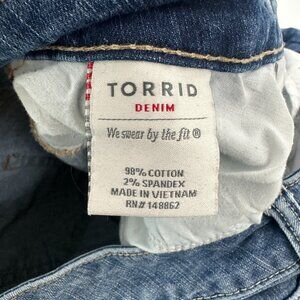 TORRID
DENIM
We swear by the fit ®
98% COTTON
2% SPANDEX
MADE IN VIETNAM
RN# 148862